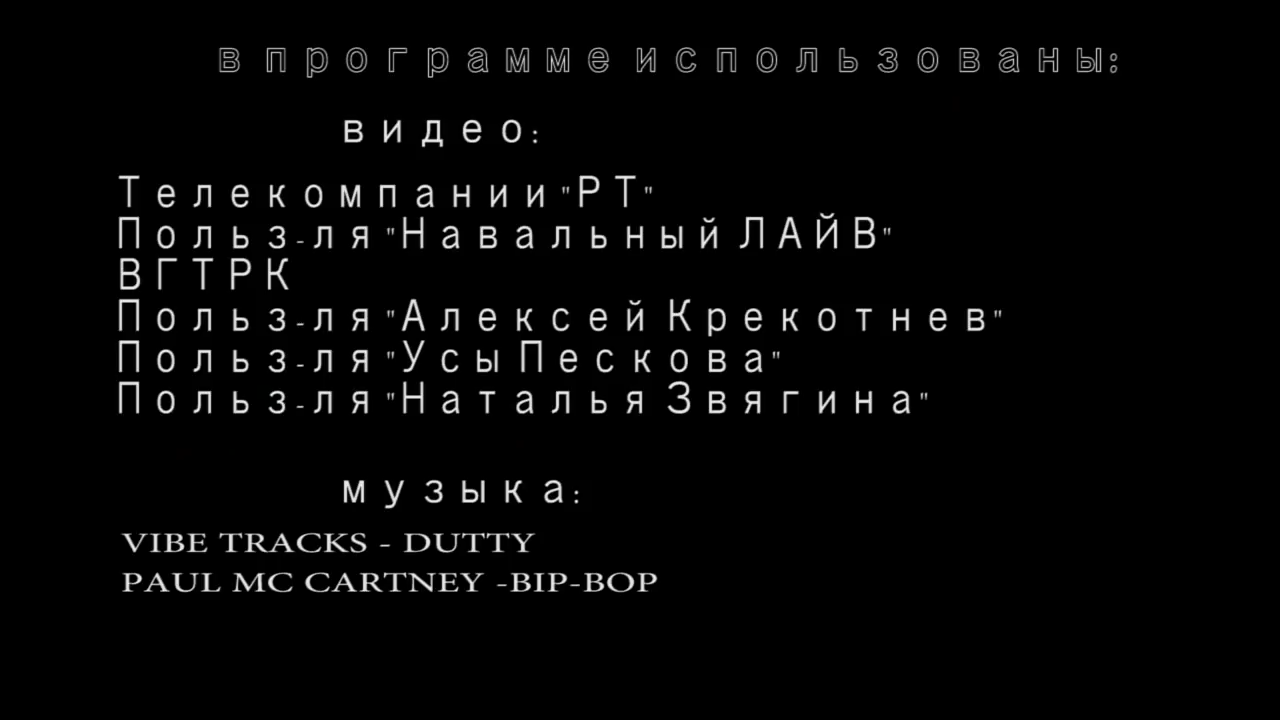 в программе использованы:
видео:
Телекомпании "РТ"
Польз-ля "Навальный ЛАЙВ"
ВГТРК
Польз-ля "Алексей Крекотнев"
Польз-ля "Усы Пескова"
Польз-ля "Наталья Звягина"
музыка:
VIBE TRACKS - DUTTY
PAUL MC CARTNEY -BIP-BOP